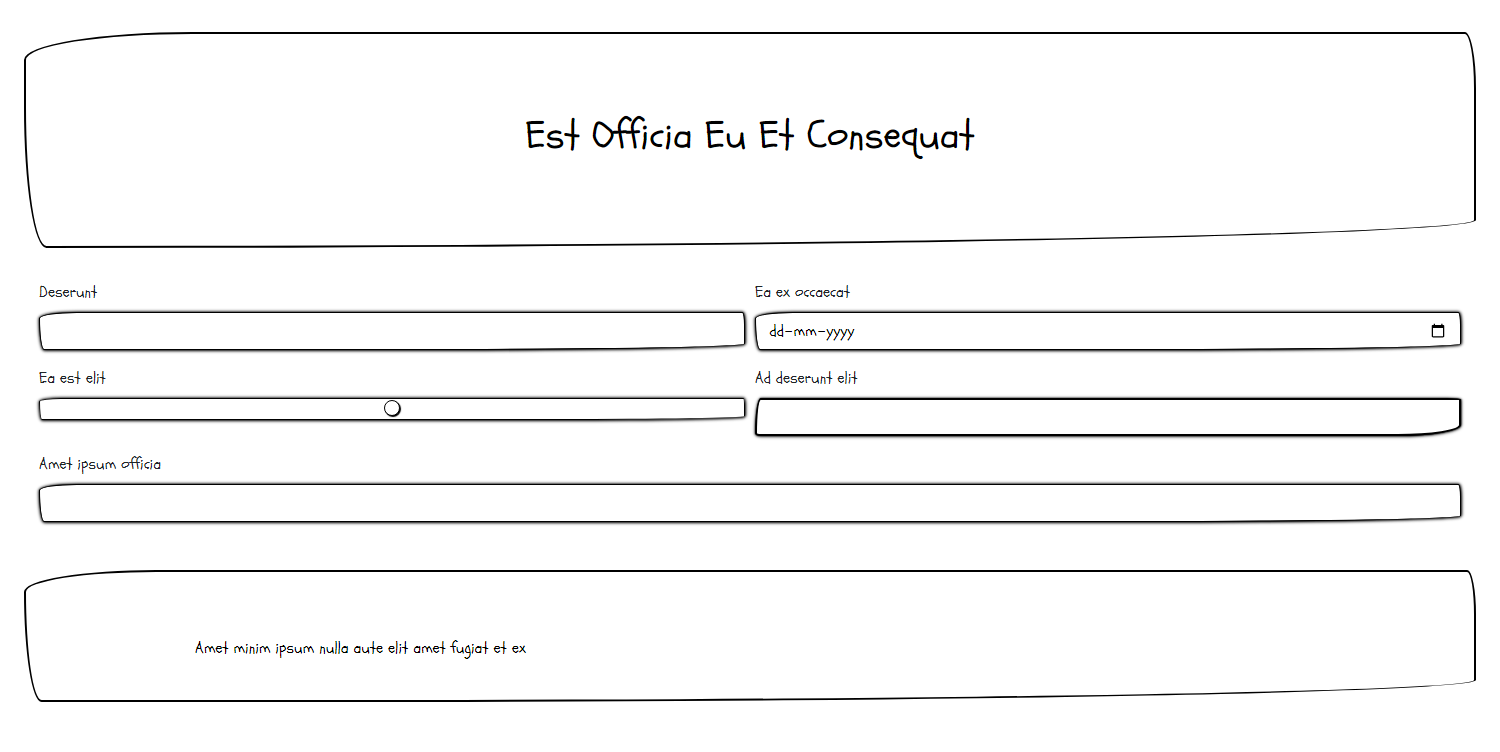 Est Officia Eu Et Consequat
Deserunt
Ea ex occaecat
dd-mm-yyyy
Ea est elit
Ad deserunt elit
Amet ipsum officia
Amet minim ipsum nulla aute elit amet fugiat et ex